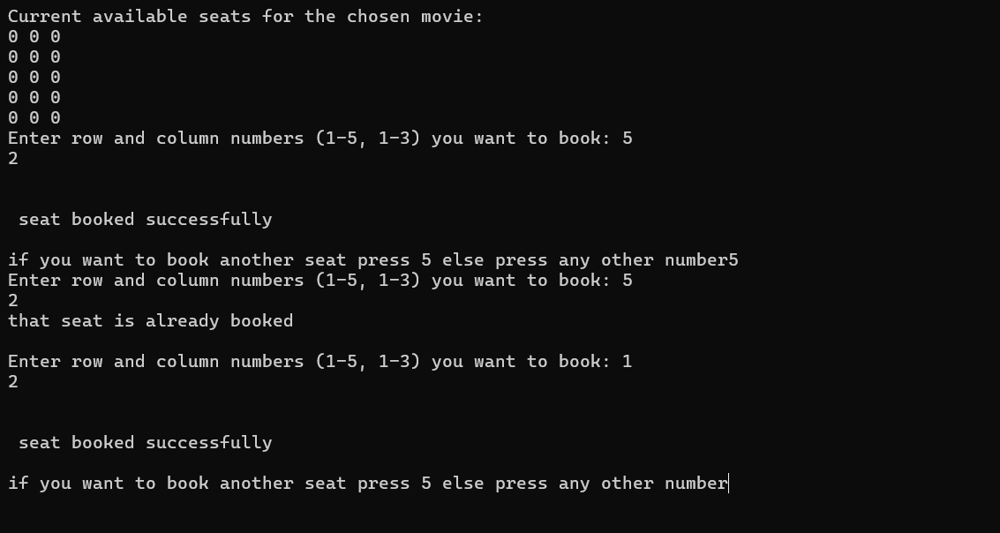 Current available seats for the chosen movie:
0 0 0
0 0 0
0 0 0
0 0 0
0 0 0
Enter row and column numbers (1-5, 1-3) you want to book: 5
2
 seat booked successfully
if you want to book another seat press 5 else press any other number5
Enter row and column numbers (1-5, 1-3) you want to book: 5
2
that seat is already booked
Enter row and column numbers (1-5, 1-3) you want to book: 1
2
 seat booked successfully
if you want to book another seat press 5 else press any other number